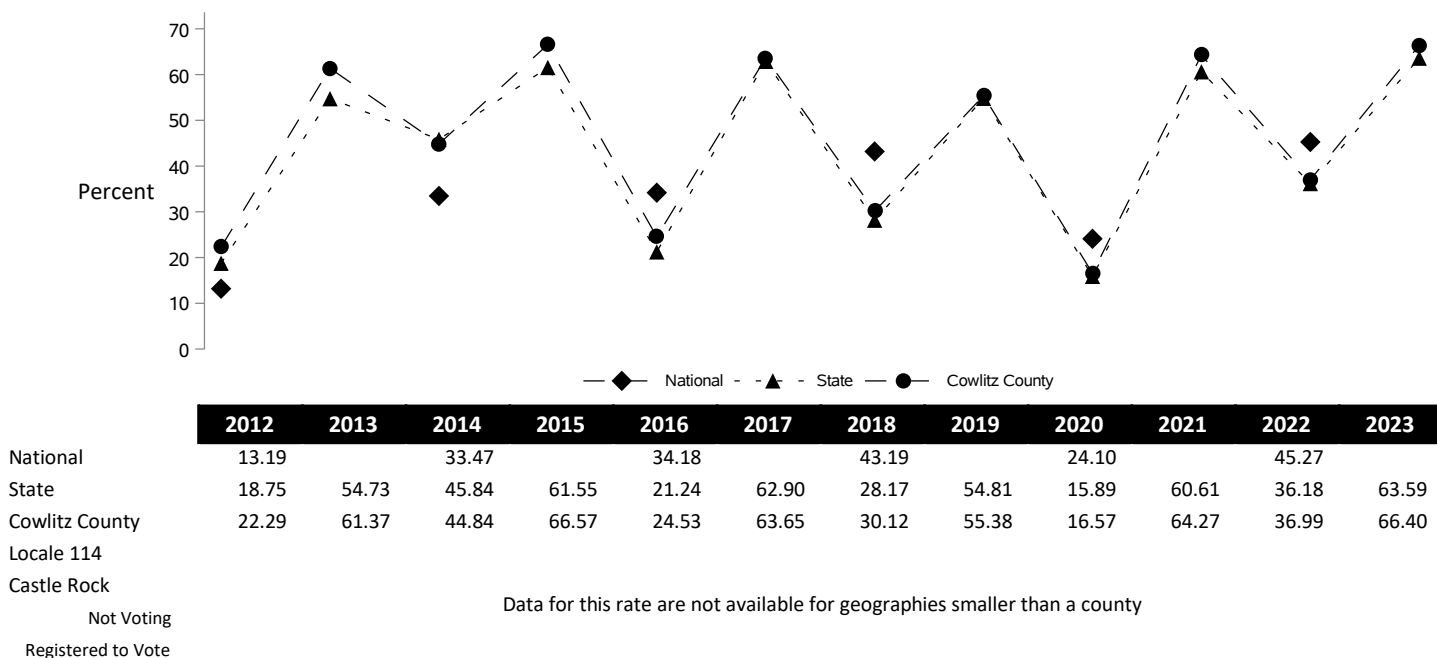 70
60
50
40
30
20
10
0
Percent
National State Cowlitz County
2012 2013 2014 2015 2016 2017 2018 2019 2020 2021 2022 2023
National 13.19 33.47 34.18 43.19 24.10 45.27
State 18.75 54.73 45.84 61.55 21.24 62.90 28.17 54.81 15.89 60.61 36.18 63.59
Cowlitz County 22.29 61.37 44.84 66.57 24.53 63.65 30.12 55.38 16.57 64.27 36.99 66.40
Locale 114
Castle Rock
Data for this rate are not available for geographies smaller than a county
Not Voting
Registered to Vote